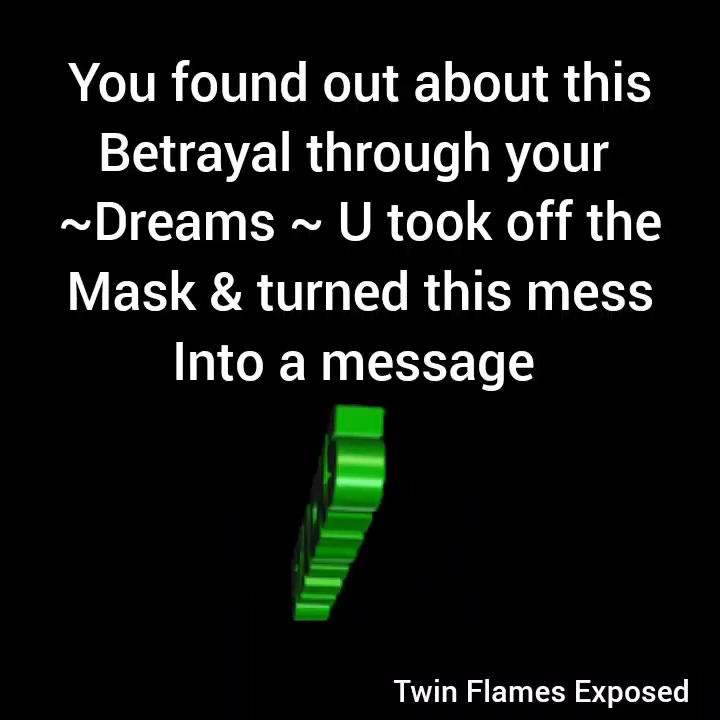 You found out about this
Betrayal through your
~Dreams ~ U took off the
Mask & turned this mess
Into a message
Twin Flames Exposed